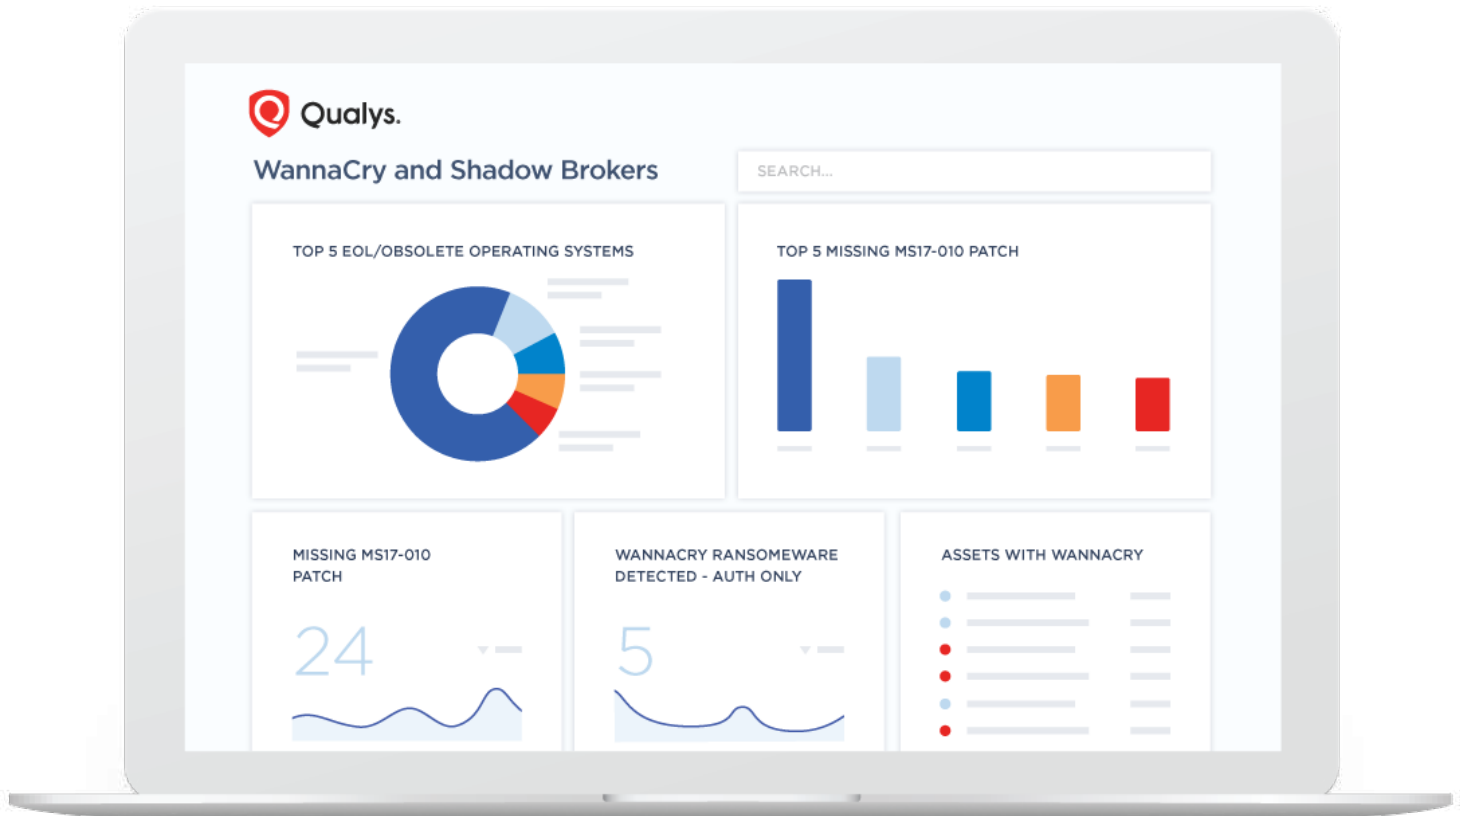 Qualys.
WannaCry and Shadow Brokers
SEARCH...
TOP 5 EOL/OBSOLETE OPERATING SYSTEMS
TOP 5 MISSING MS17-010 PATCH
MISSING MS17-010
PATCH
24
WANNACRY RANSOMEWARE
DETECTED - AUTH ONLY
5
ASSETS WITH WANNACRY